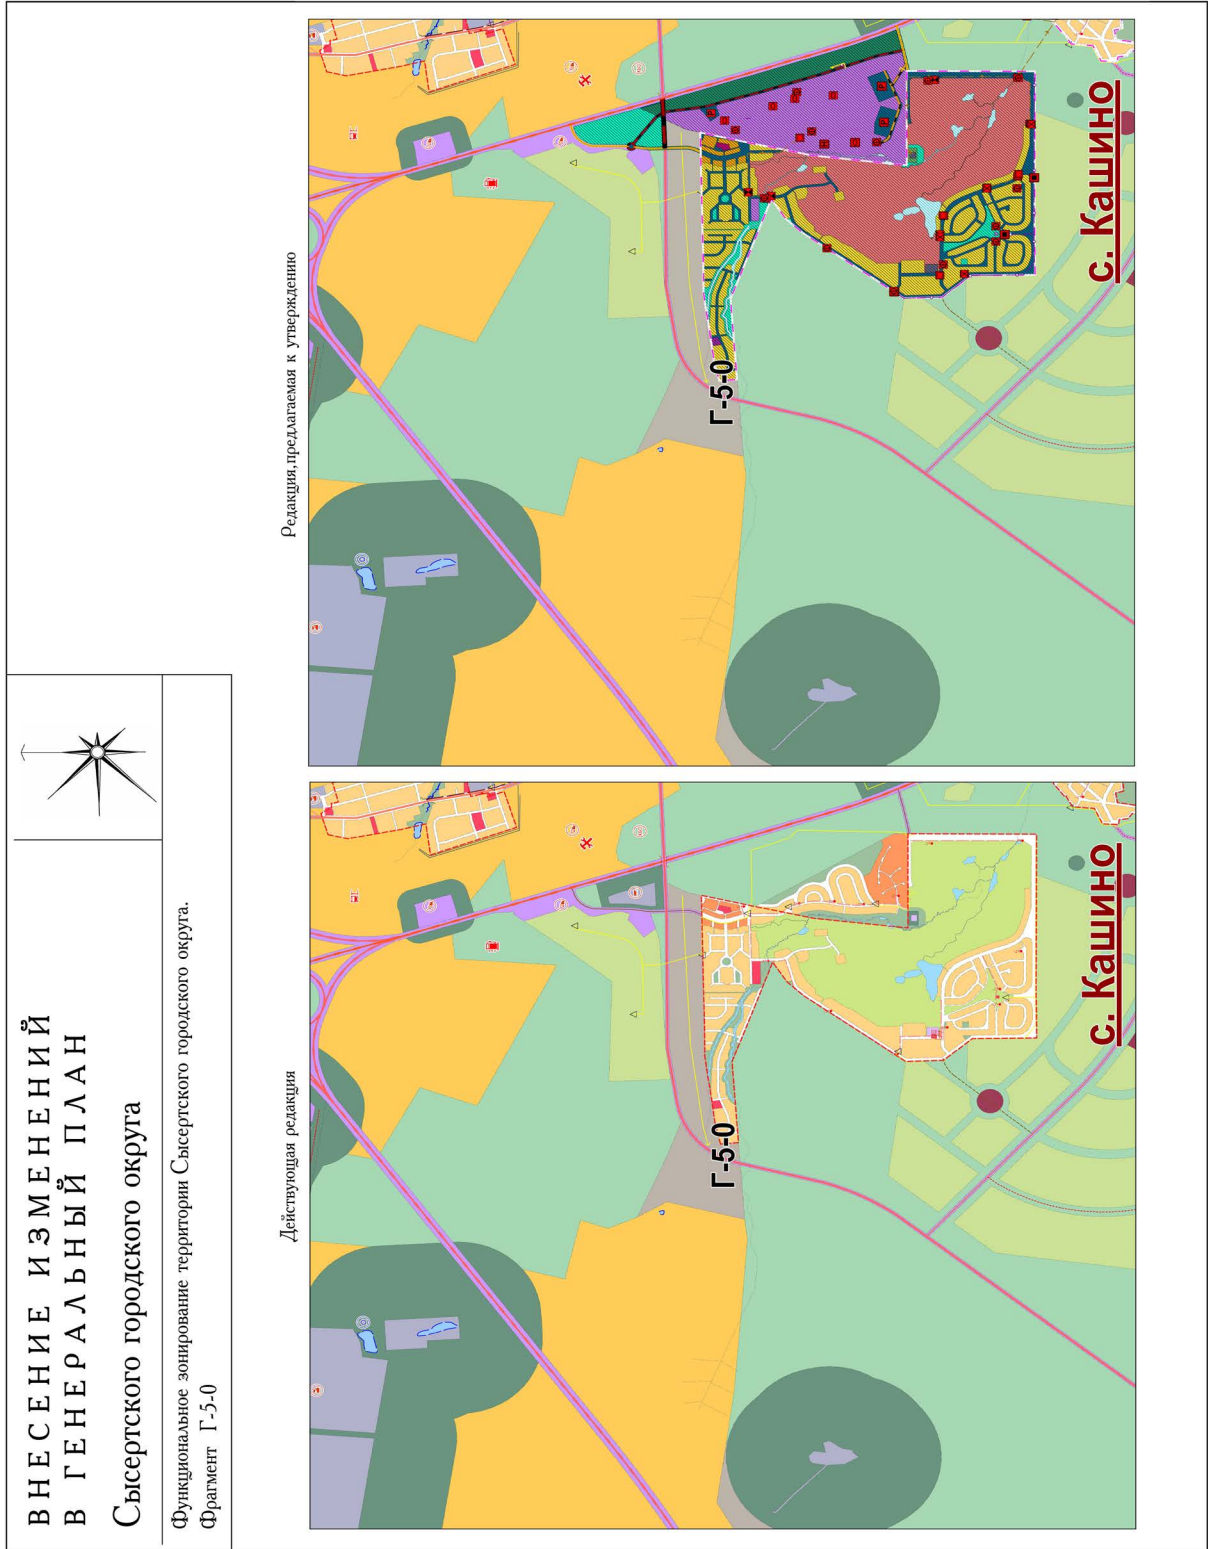 ВНЕСЕНИЕ ИЗМЕНЕНИЙ
В ГЕНЕРАЛЬНЫЙ ПЛАН
Сысертского городского округа
Функциональное зонирование территории Сысертского городского округа.
Фрагмент Г-5-0
Действующая редакция
Г-5-0
с. Кашино
Редакция,предлагаемая к утверждению
Г-5-0
с. Кашино